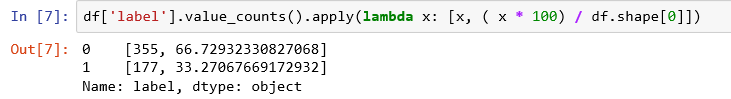 In [7]: df['label'].value_counts().apply(lambda x: [x, ( x * 100) / df.shape[0]])
Out[7]: 0    [355, 66.72932330827068]
1    [177, 33.27067669172932]
Name: label, dtype: object